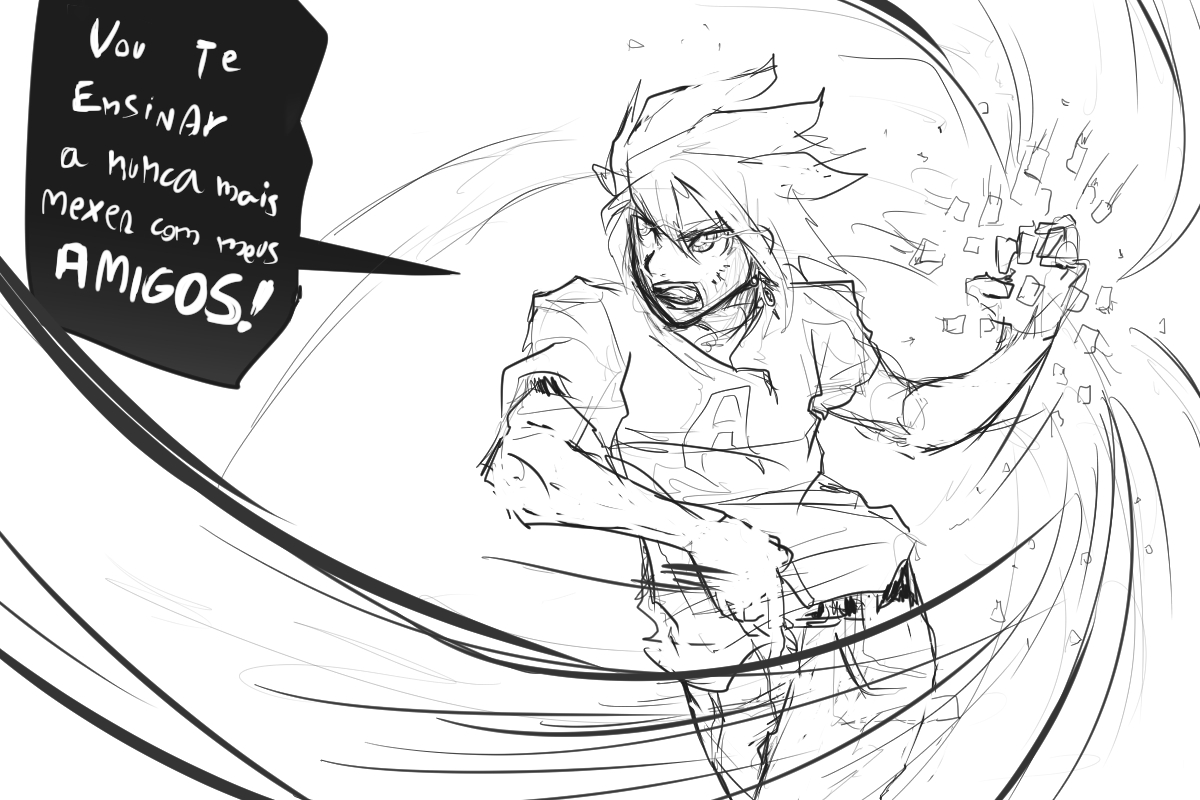 Vou Te
EnSinAr
a nunca mais
mexer com meus
AMIGOS!
A